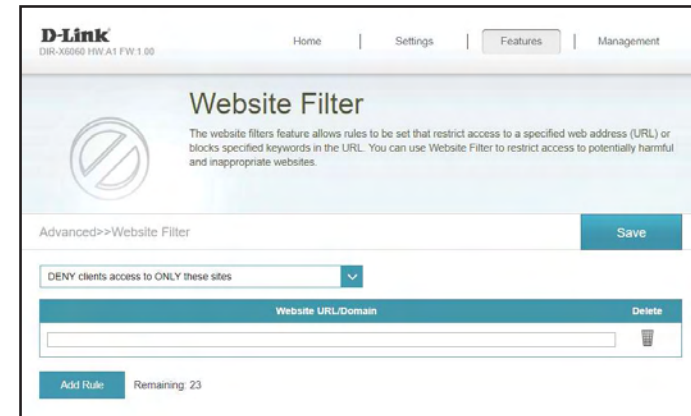 D-Link
DIR-X6060 HW:A1 FW:1.00
Home | Settings | Features | Management
Website Filter
The website filters feature allows rules to be set that restrict access to a specified web address (URL) or
blocks specified keywords in the URL. You can use Website Filter to restrict access to potentially harmful
and inappropriate websites.
Advanced>>Website Filter
Save
DENY clients access to ONLY these sites
Website URL/Domain Delete
Add Rule Remaining: 23